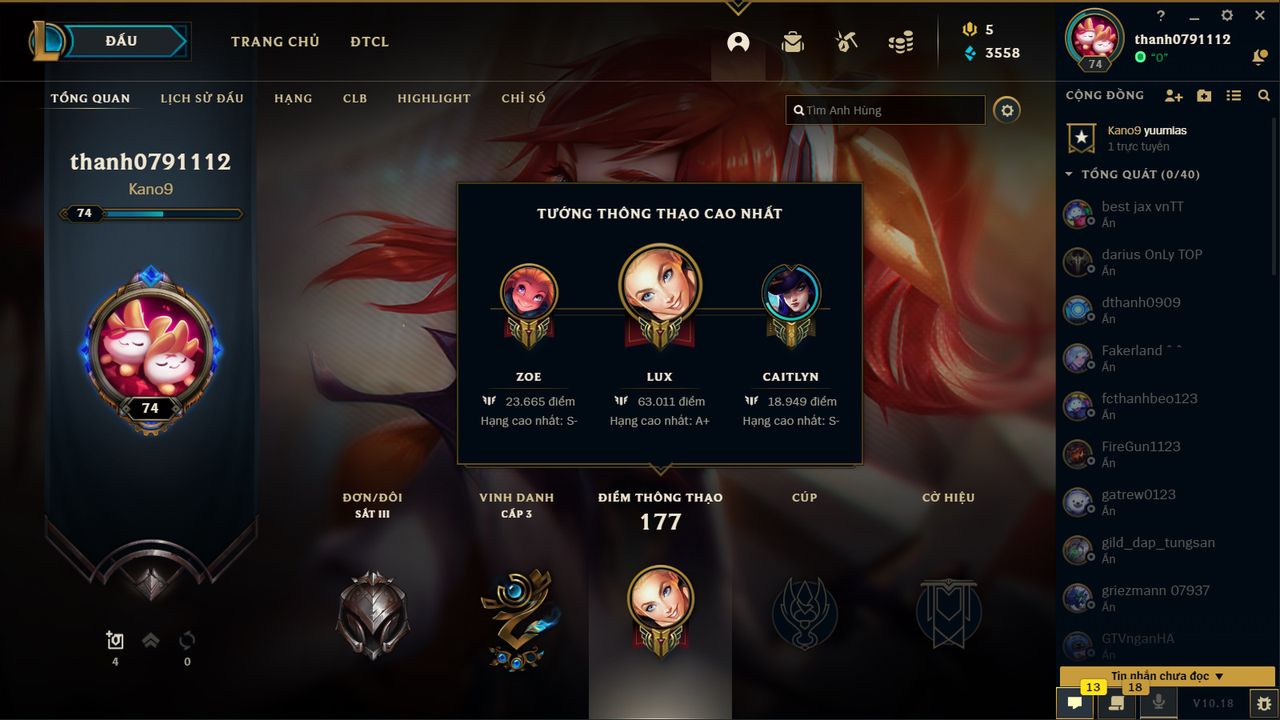 ĐẤU
TRANG CHỦ
ĐTCL
5
3558
?
thanh0791112
"0"
74
TỔNG QUAN
LỊCH SỬ ĐẤU
HẠNG
CLB
HIGHLIGHT
CHỈ SỐ
Tìm Anh Hùng
CỘNG ĐỒNG
Kano9 yuumias
1 trực tuyến
TỔNG QUÁT (0/40)
thanh0791112
Kano9
74
74
4
0
TƯỚNG THÔNG THẠO CAO NHẤT
ZOE
23.665 điểm
Hạng cao nhất: S-
LUX
63.011 điểm
Hạng cao nhất: A+
CAITLYN
18.949 điểm
Hạng cao nhất: S-
ĐƠN/ĐÔI
SẮT III
VINH DANH
CẤP 3
ĐIỂM THÔNG THẠO
177
CÚP
CỜ HIỆU
best jax vnTT
Ẩn
darius OnLy TOP
Ẩn
dthanh0909
Ẩn
Fakerland ˆ ˆ
Ẩn
fcthanhbeo123
Ẩn
FireGun1123
Ẩn
gatrew0123
Ẩn
gild_dap_tungsan
Ẩn
griezmann 07937
Ẩn
GTVnganHA
Ẩn
Tin nhắn chưa đọc
13
18
V10.18